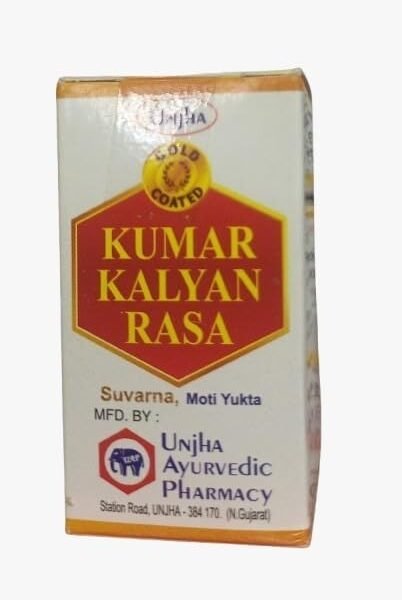 UNJHA
GOLD
COATED
KUMAR
KALYAN
RASA
Suvarna, Moti Yukta
MFD. BY :
UAP
UNJHA
AYURVEDIC
PHARMACY
Station Road, UNJHA - 384 170. (N.Gujarat)